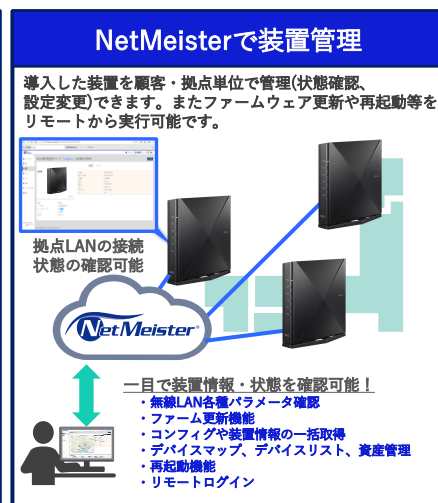 NetMeisterで装置管理
導入した装置を顧客・拠点単位で管理(状態確認、
設定変更)できます。またファームウェア更新や再起動等を
リモートから実行可能です。
拠点LANの接続
状態の確認可能
NetMeister
一目で装置情報・状態を確認可能！
・無線LAN各種パラメータ確認
・ファーム更新機能
・コンフィグや装置情報の一括取得
・デバイスマップ、デバイスリスト、資産管理
・再起動機能
・リモートログイン